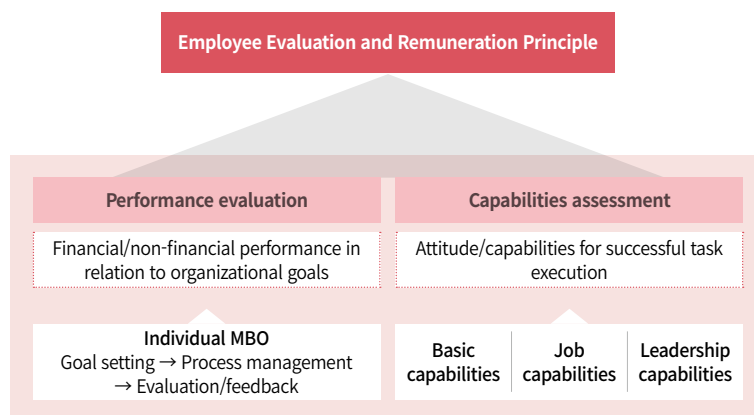 Employee Evaluation and Remuneration Principle
Performance evaluation
Financial/non-financial performance in
relation to organizational goals
Individual MBO
Goal setting → Process management
→ Evaluation/feedback
Capabilities assessment
Attitude/capabilities for successful task
execution
Basic
capabilities
Job
capabilities
Leadership
capabilities